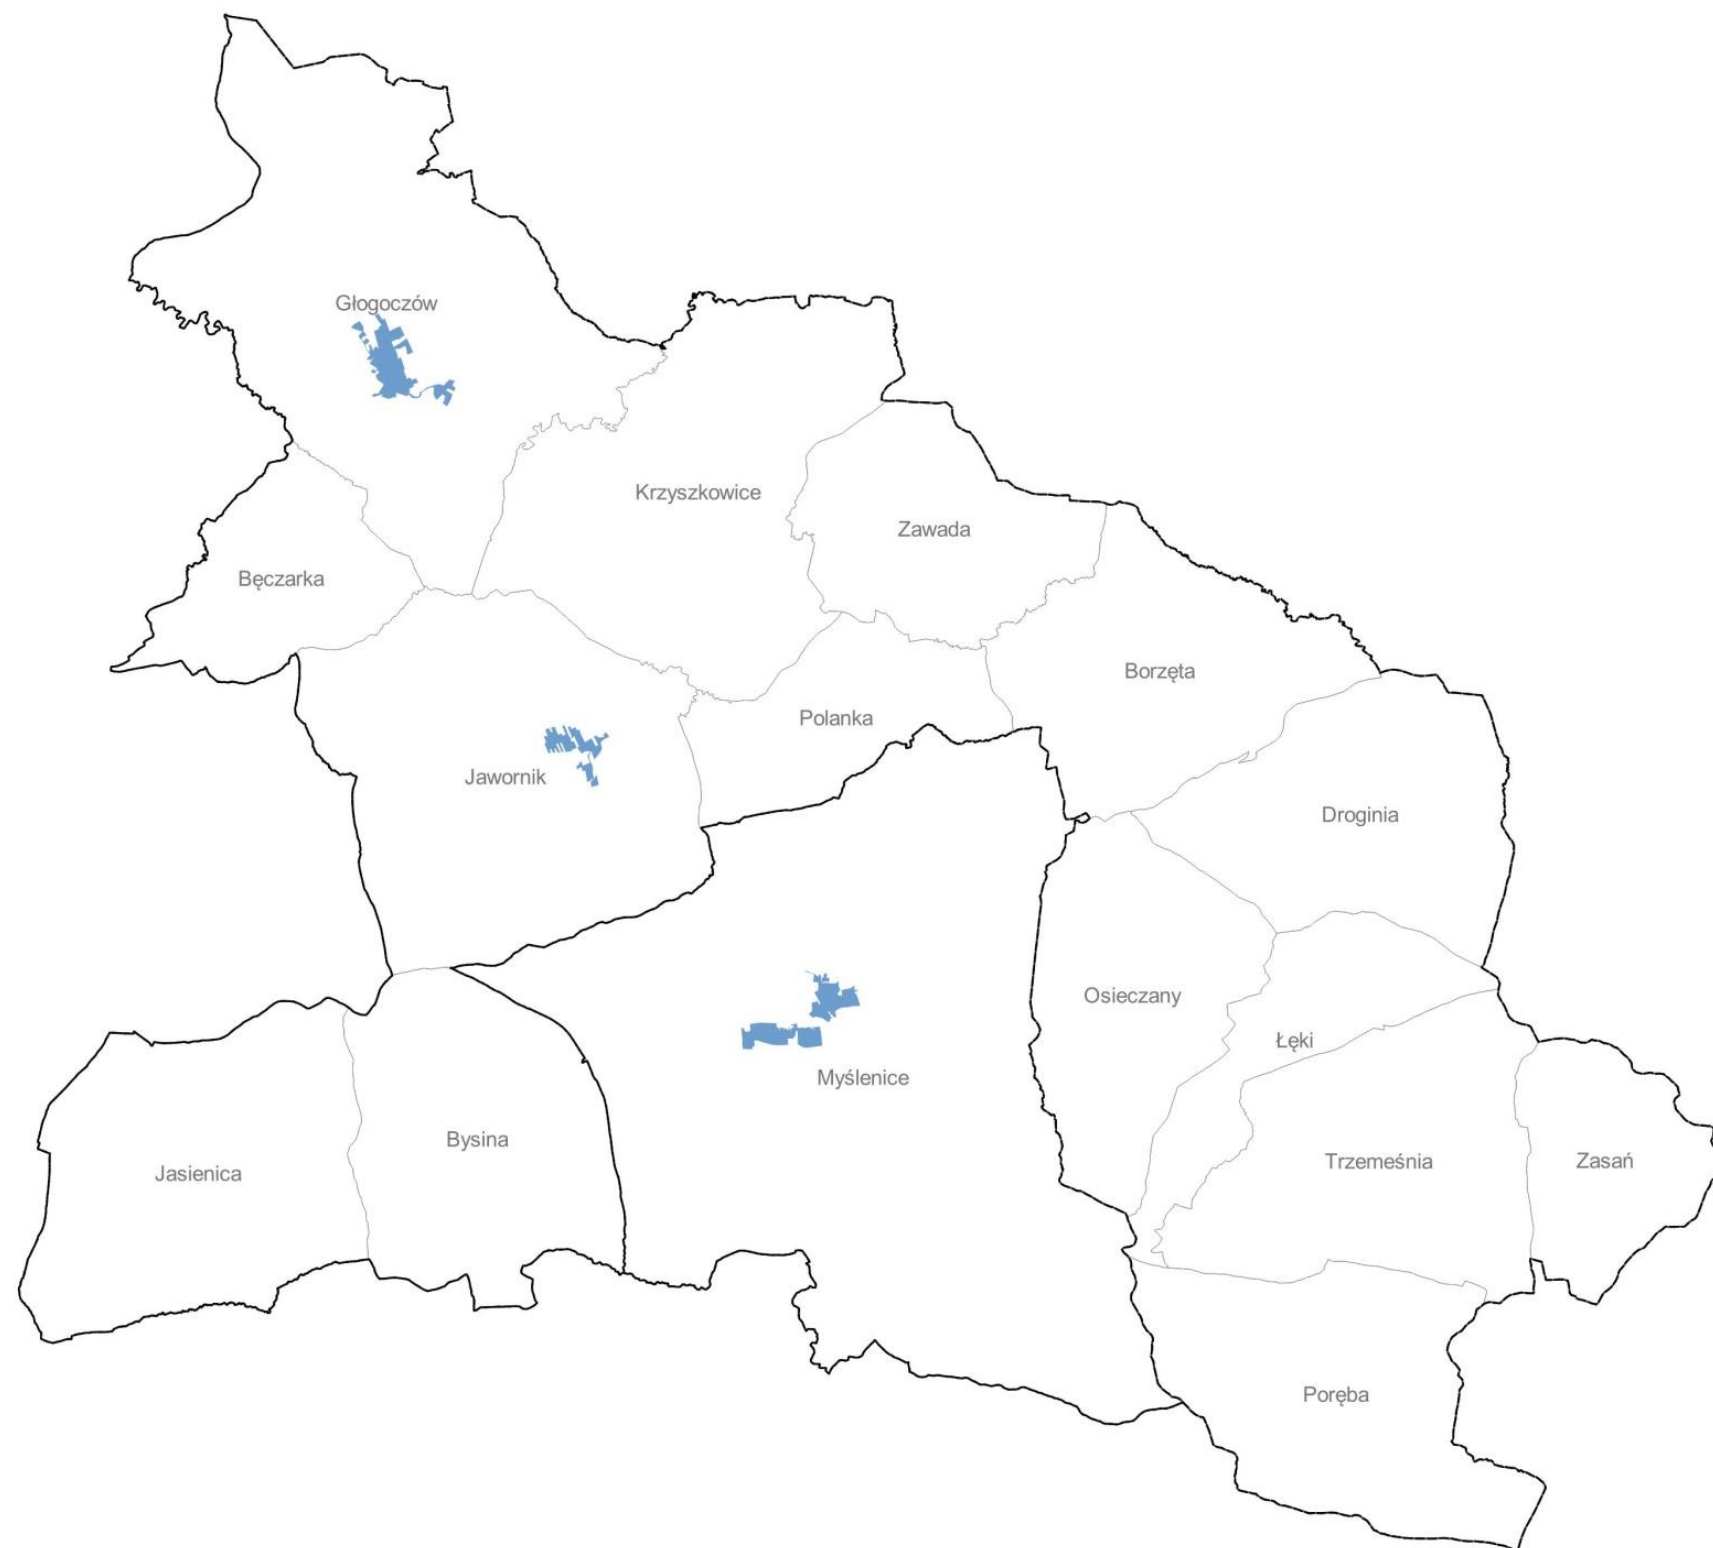 Głogoczów
Krzyszkowice
Zawada
Bęczarka
Borzęta
Polanka
Jawornik
Droginia
Osieczany
Łęki
Myślenice
Bysina
Trzemeśnia
Zasań
Jasienica
Poręba